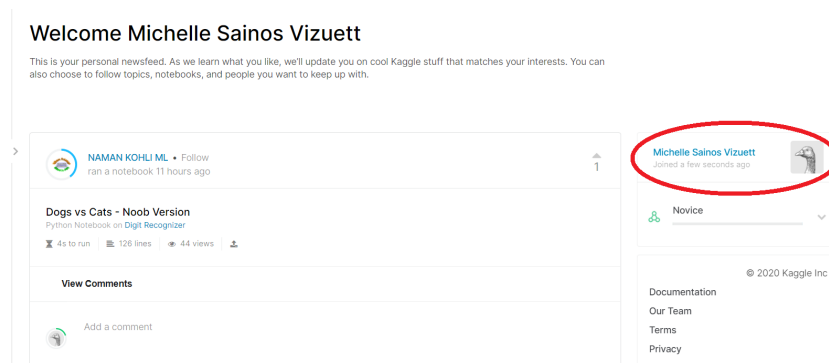 Welcome Michelle Sainos Vizuett
This is your personal newsfeed. As we learn what you like, we'll update you on cool Kaggle stuff that matches your interests. You can
also choose to follow topics, notebooks, and people you want to keep up with.
NAMAN KOHLI ML • Follow
ran a notebook 11 hours ago
1
Dogs vs Cats - Noob Version
Python Notebook on Digit Recognizer
4s to run 126 lines 44 views
View Comments
Add a comment
Michelle Sainos Vizuett
Joined a few seconds ago
Novice
© 2020 Kaggle Inc
Documentation
Our Team
Terms
Privacy